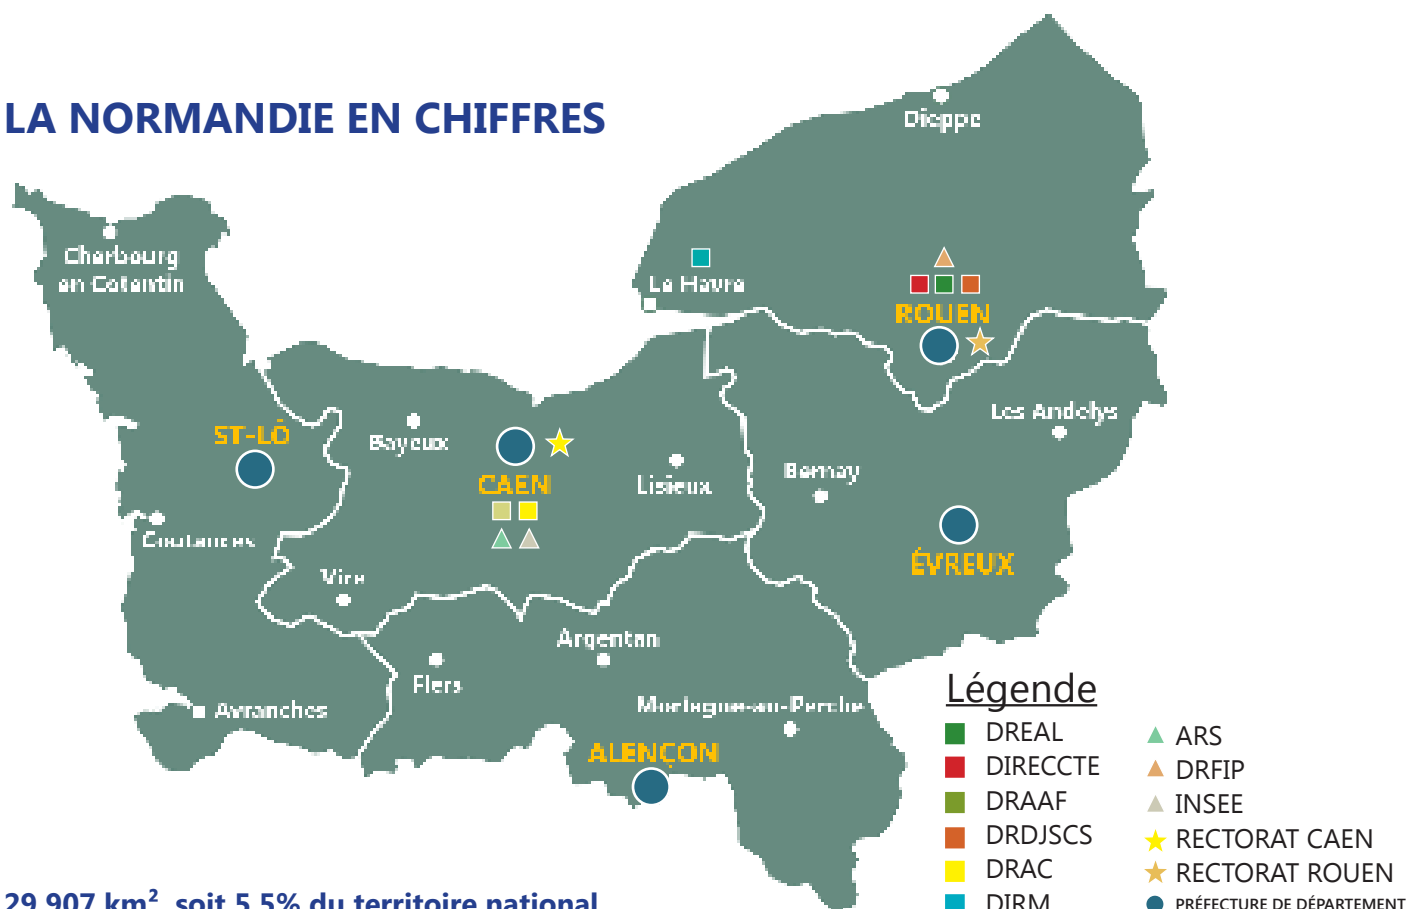 LA NORMANDIE EN CHIFFRES
Dieppe
Cherbourg
en Cotentin
Le Havre
ROUEN
Les Andelys
ST-LÔ
Bayeux
CAEN
Lisieux
Bernay
Coutances
ÉVREUX
Vire
Argentan
Flers
Mortagne-au-Perche
Avranches
ALENÇON
Légende
DREAL
DIRECCTE
DRAAF
DRDJSCS
DRAC
DIRM
ARS
DRFIP
INSEE
RECTORAT CAEN
RECTORAT ROUEN
PRÉFECTURE DE DÉPARTEMENT
29 907 km² soit 5,5% du territoire national